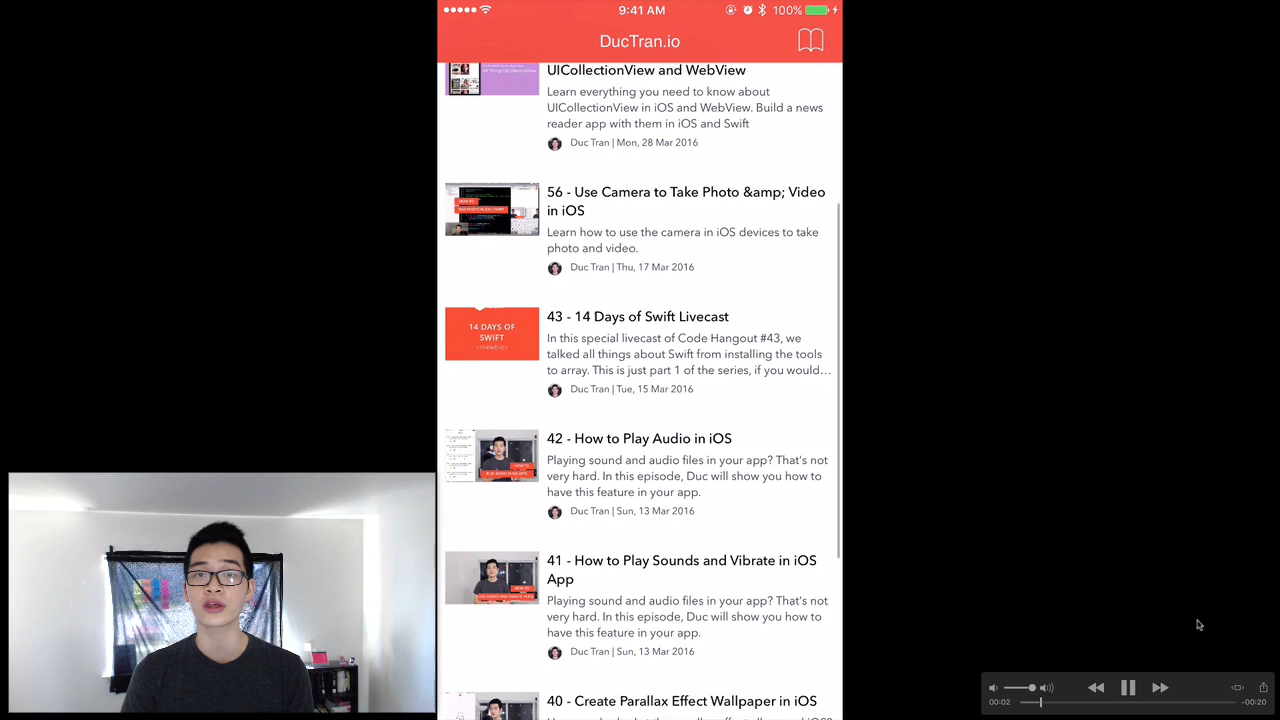 9:41 AM
100%
DucTran.io
UICollectionView and WebView
Learn everything you need to know about
UICollectionView in iOS and WebView. Build a news
reader app with them in iOS and Swift
Duc Tran | Mon, 28 Mar 2016
56 - Use Camera to Take Photo &amp; Video
in iOS
Learn how to use the camera in iOS devices to take
photo and video.
Duc Tran | Thu, 17 Mar 2016
14 DAYS OF
SWIFT
</newbie>
43 - 14 Days of Swift Livecast
In this special livecast of Code Hangout #43, we
talked all things about Swift from installing the tools
to array. This is just part 1 of the series, if you would...
Duc Tran | Tue, 15 Mar 2016
42 - How to Play Audio in iOS
Playing sound and audio files in your app? That's not
very hard. In this episode, Duc will show you how to
have this feature in your app.
Duc Tran | Sun, 13 Mar 2016
41 - How to Play Sounds and Vibrate in iOS
App
Playing sound and audio files in your app? That's not
very hard. In this episode, Duc will show you how to
have this feature in your app.
Duc Tran | Sun, 13 Mar 2016
40 - Create Parallax Effect Wallpaper in iOS
00:02
-00:20